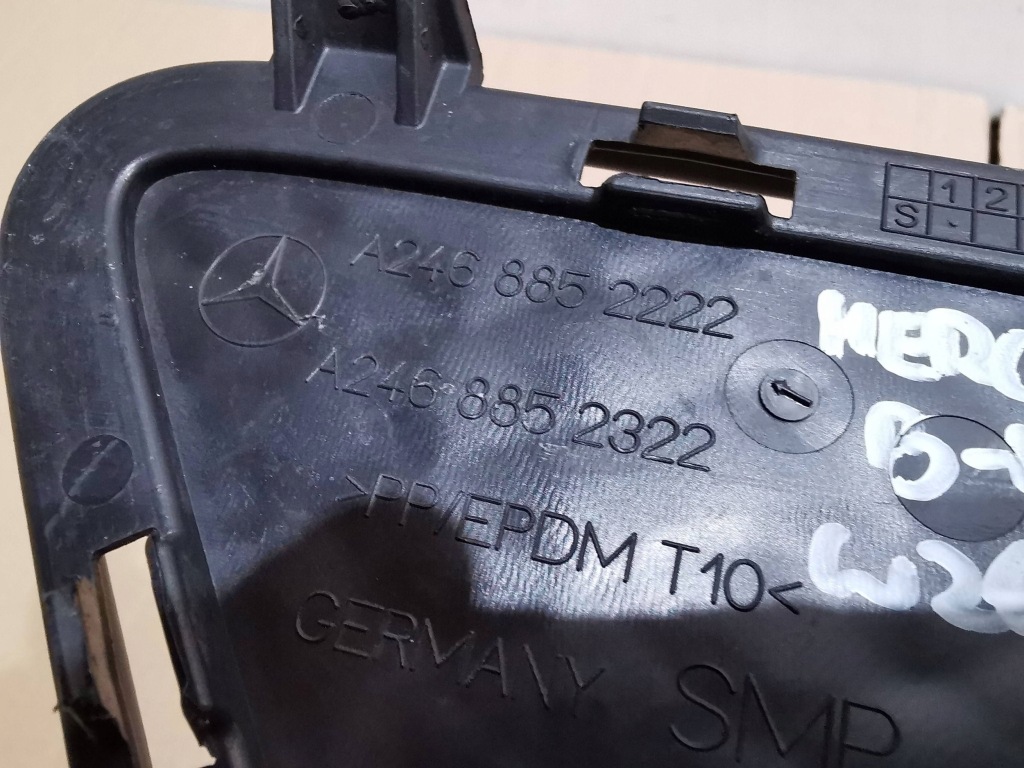 1 2
S
A246 885 2222
A246 885 2322
>PP/EPDM T10<
GERMANY SMP